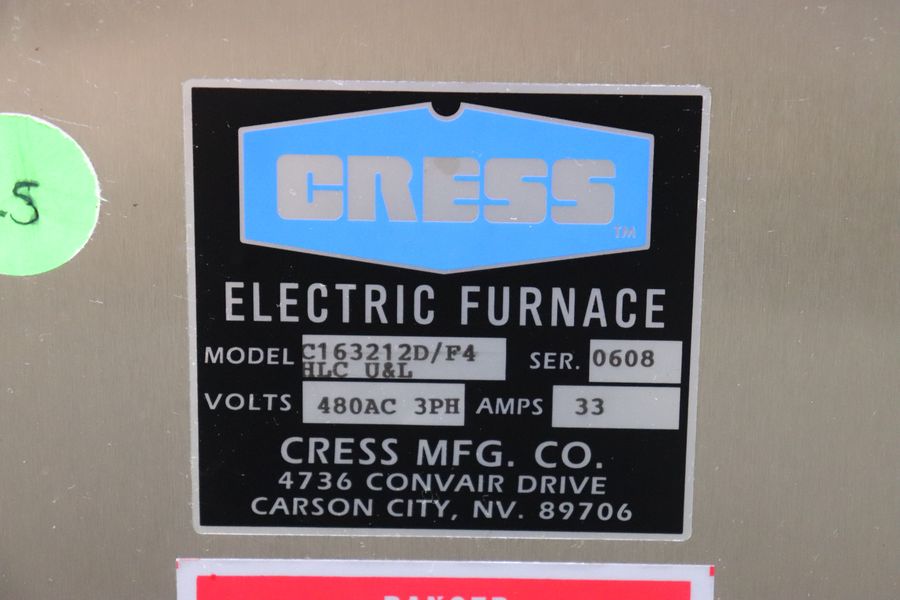 CRESS
TM
ELECTRIC FURNACE
MODEL C163212D/F4 SER. 0608
HLC U&L
VOLTS 480AC 3PH AMPS 33
CRESS MFG. CO.
4736 CONVAIR DRIVE
CARSON CITY, NV. 89706